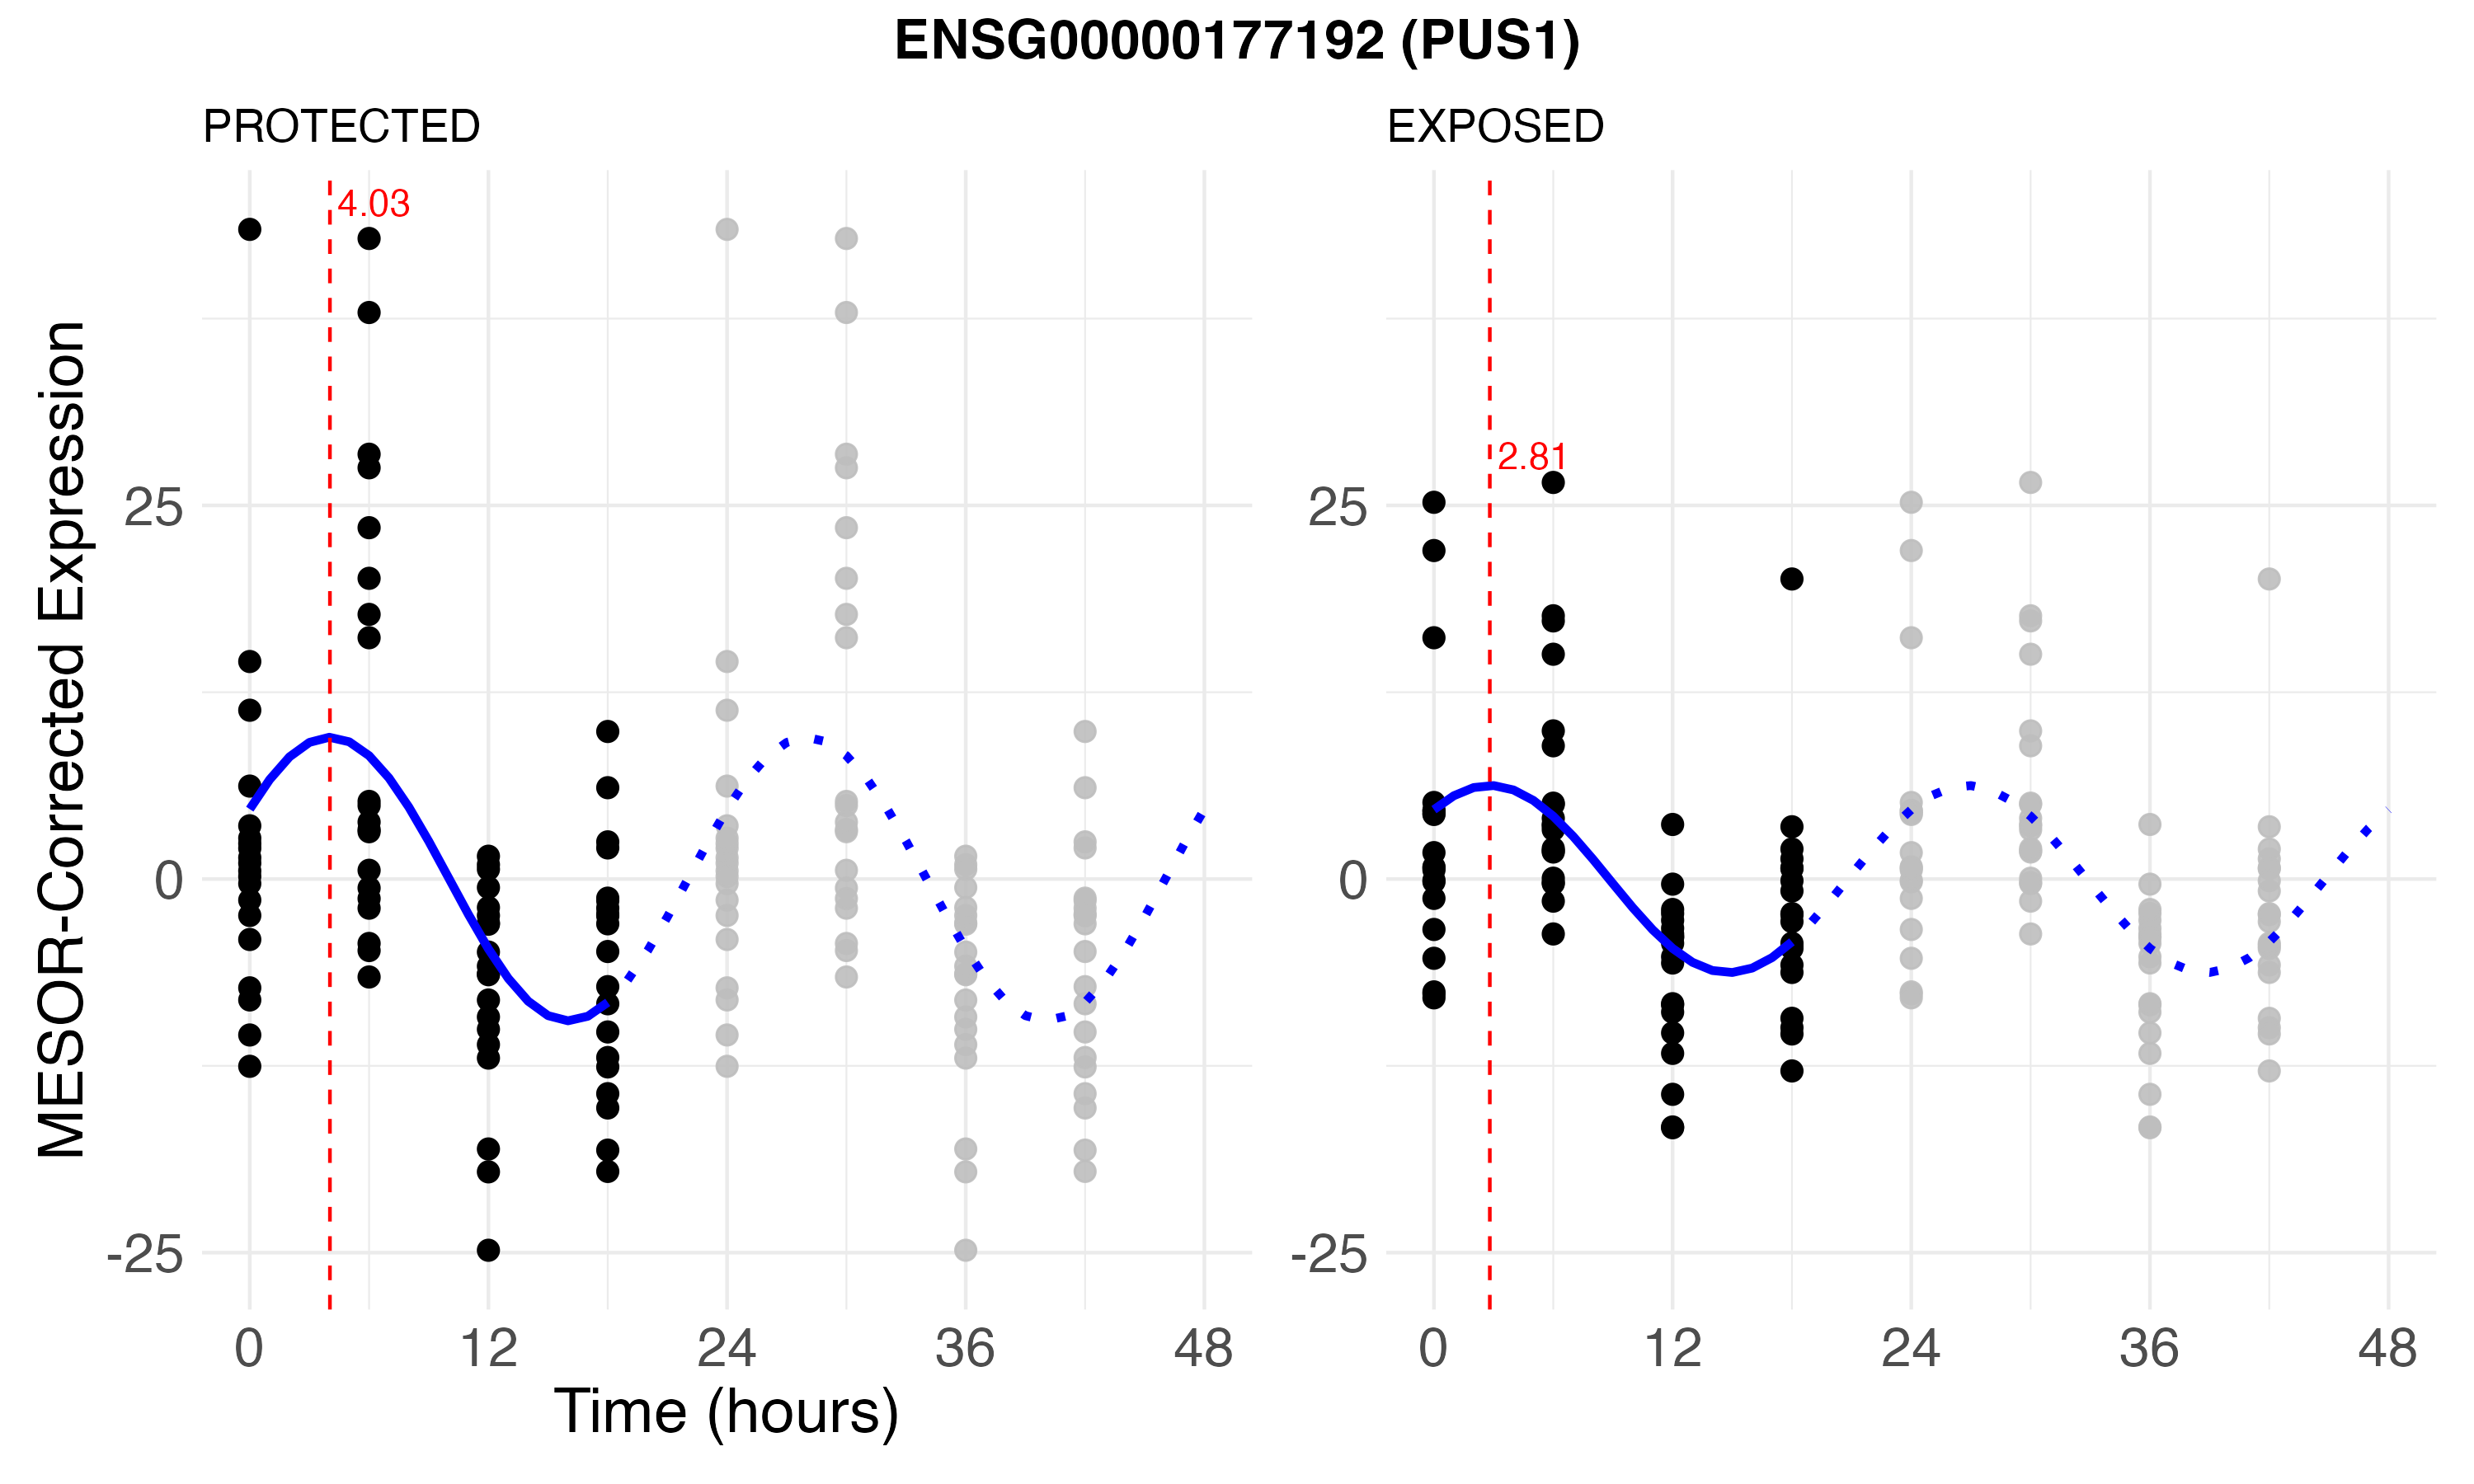 ENSG00000177192 (PUS1)
PROTECTED
EXPOSED
4.03
2.81
MESOR-Corrected Expression
25
0
-25
25
0
-25
0 12 24 36 48
0 12 24 36 48
Time (hours)